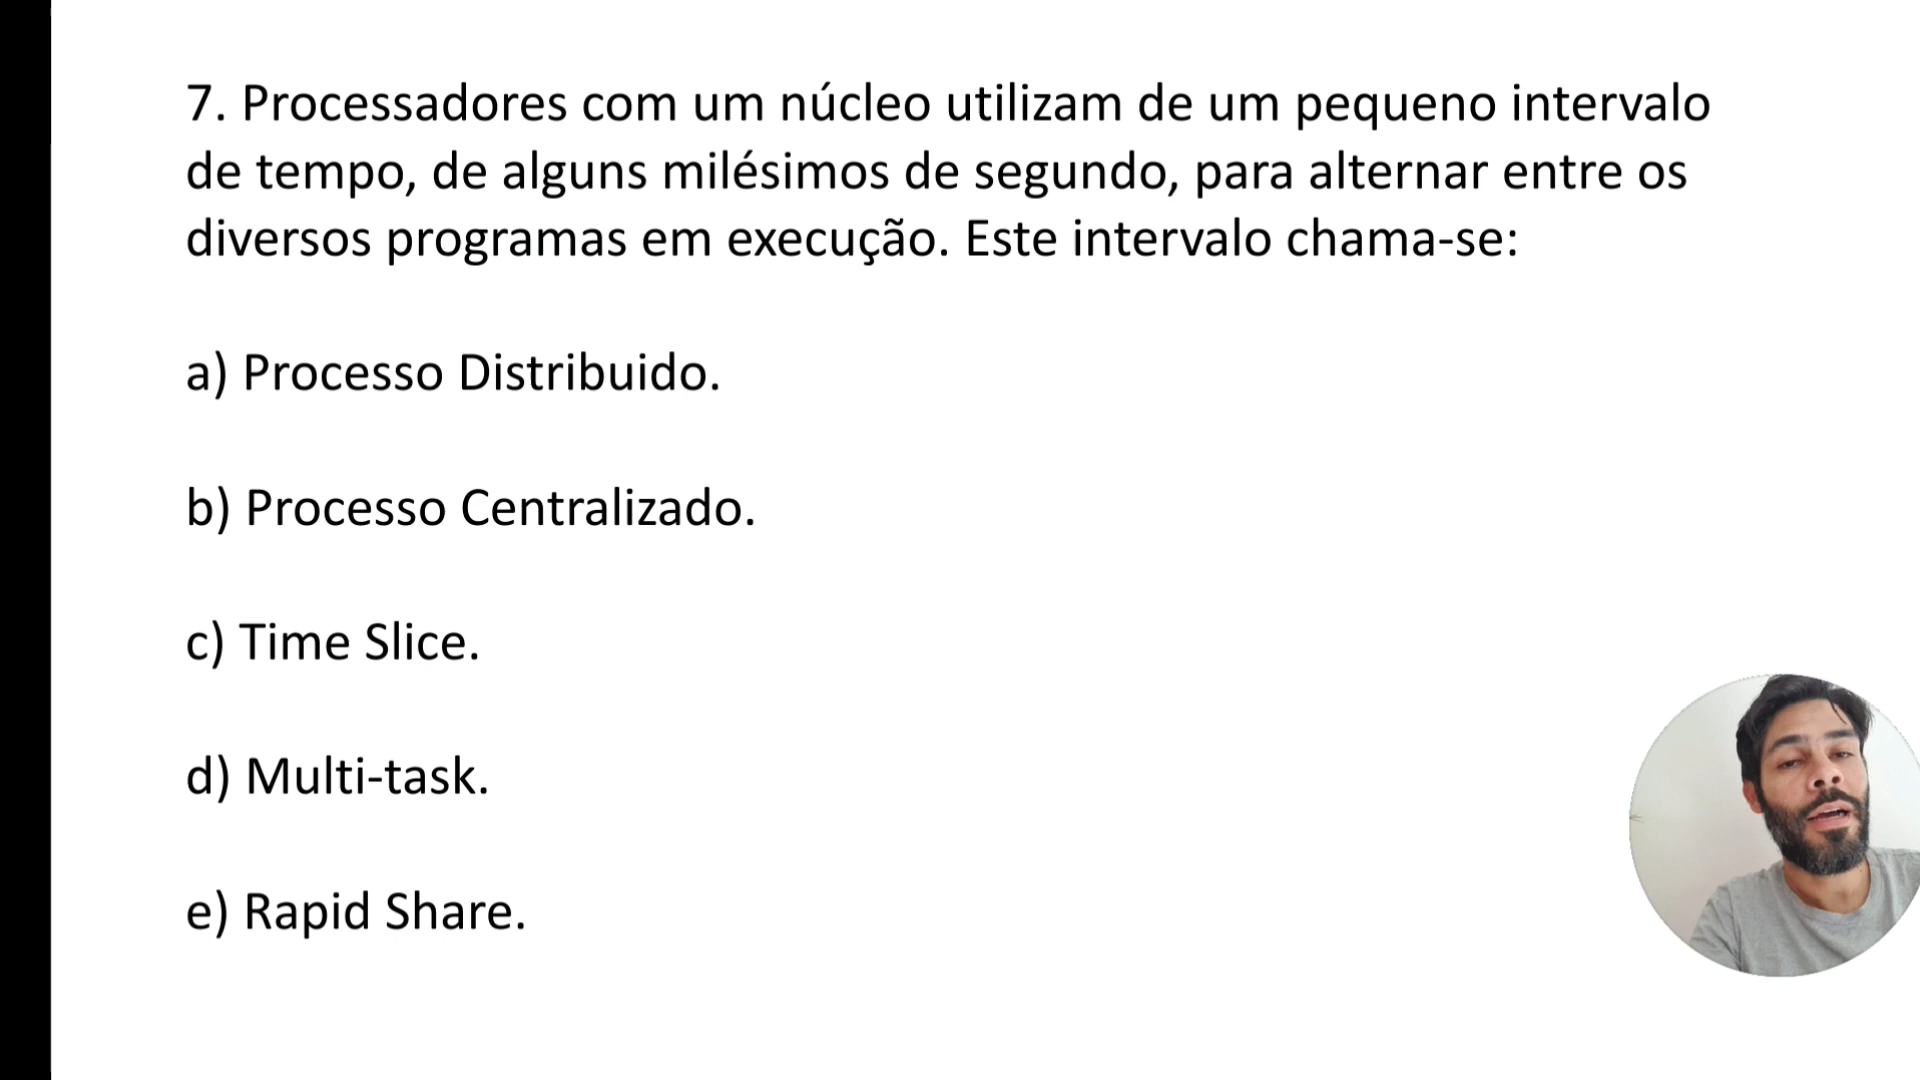 7. Processadores com um núcleo utilizam de um pequeno intervalo
de tempo, de alguns milésimos de segundo, para alternar entre os
diversos programas em execução. Este intervalo chama-se:
a) Processo Distribuido.
b) Processo Centralizado.
c) Time Slice.
d) Multi-task.
e) Rapid Share.